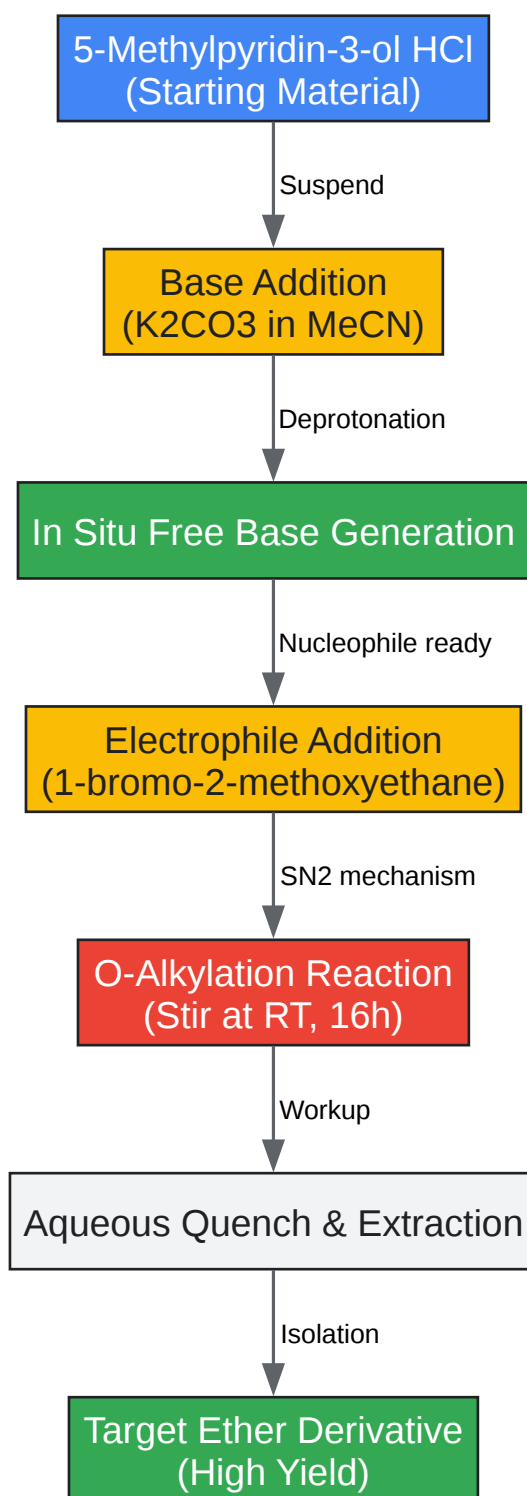 5-Methylpyridin-3-ol HCl
(Starting Material)
Suspend
Base Addition
(K2CO3 in MeCN)
Deprotonation
In Situ Free Base Generation
Nucleophile ready
Electrophile Addition
(1-bromo-2-methoxyethane)
SN2 mechanism
O-Alkylation Reaction
(Stir at RT, 16h)
Workup
Aqueous Quench & Extraction
Isolation
Target Ether Derivative
(High Yield)